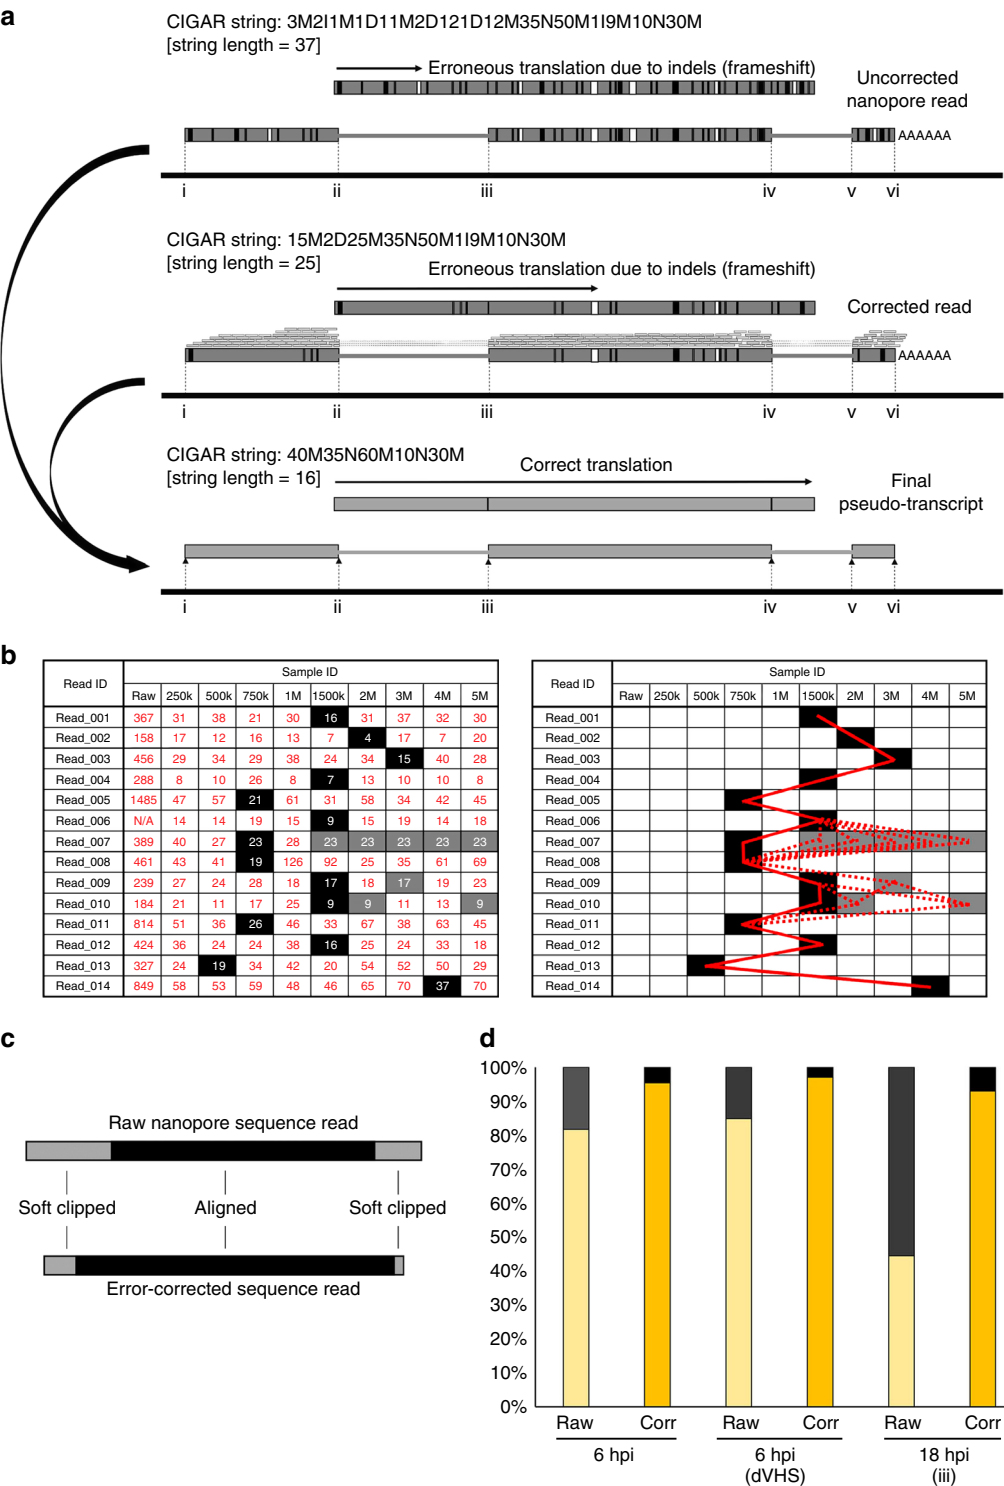 a
CIGAR string: 3M2I1M1D11M2D121D12M35N50M1I9M10N30M
[string length = 37]
Erroneous translation due to indels (frameshift)
Uncorrected
nanopore read
AAAAAA
i ii iii iv v vi
CIGAR string: 15M2D25M35N50M1I9M10N30M
[string length = 25]
Erroneous translation due to indels (frameshift)
Corrected read
AAAAAA
i ii iii iv v vi
CIGAR string: 40M35N60M10N30M
[string length = 16]
Correct translation
Final
pseudo-transcript
i ii iii iv v vi
b
Read ID Sample ID
Raw 250k 500k 750k 1M 1500k 2M 3M 4M 5M
Read_001 367 31 38 21 30 16 31 37 32 30
Read_002 158 17 12 16 13 7 4 17 7 20
Read_003 456 29 34 29 38 24 34 15 40 28
Read_004 288 8 10 26 8 7 13 10 10 8
Read_005 1485 47 57 21 61 31 58 34 42 45
Read_006 N/A 14 14 19 15 9 15 19 14 18
Read_007 389 40 27 23 28 23 23 23 23 23
Read_008 461 43 41 19 126 92 25 35 61 69
Read_009 239 27 24 28 18 17 18 17 19 23
Read_010 184 21 11 17 25 9 9 11 13 9
Read_011 814 51 36 26 46 33 67 38 63 45
Read_012 424 36 24 24 38 16 25 24 33 18
Read_013 327 24 19 34 42 20 54 52 50 29
Read_014 849 58 53 59 48 46 65 70 37 70
Read ID Sample ID
Raw 250k 500k 750k 1M 1500k 2M 3M 4M 5M
Read_001
Read_002
Read_003
Read_004
Read_005
Read_006
Read_007
Read_008
Read_009
Read_010
Read_011
Read_012
Read_013
Read_014
c
Raw nanopore sequence read
Soft clipped Aligned Soft clipped
Error-corrected sequence read
d
100%
90%
80%
70%
60%
50%
40%
30%
20%
10%
0%
Raw Corr Raw Corr Raw Corr
6 hpi 6 hpi 18 hpi
(dVHS) (iii)